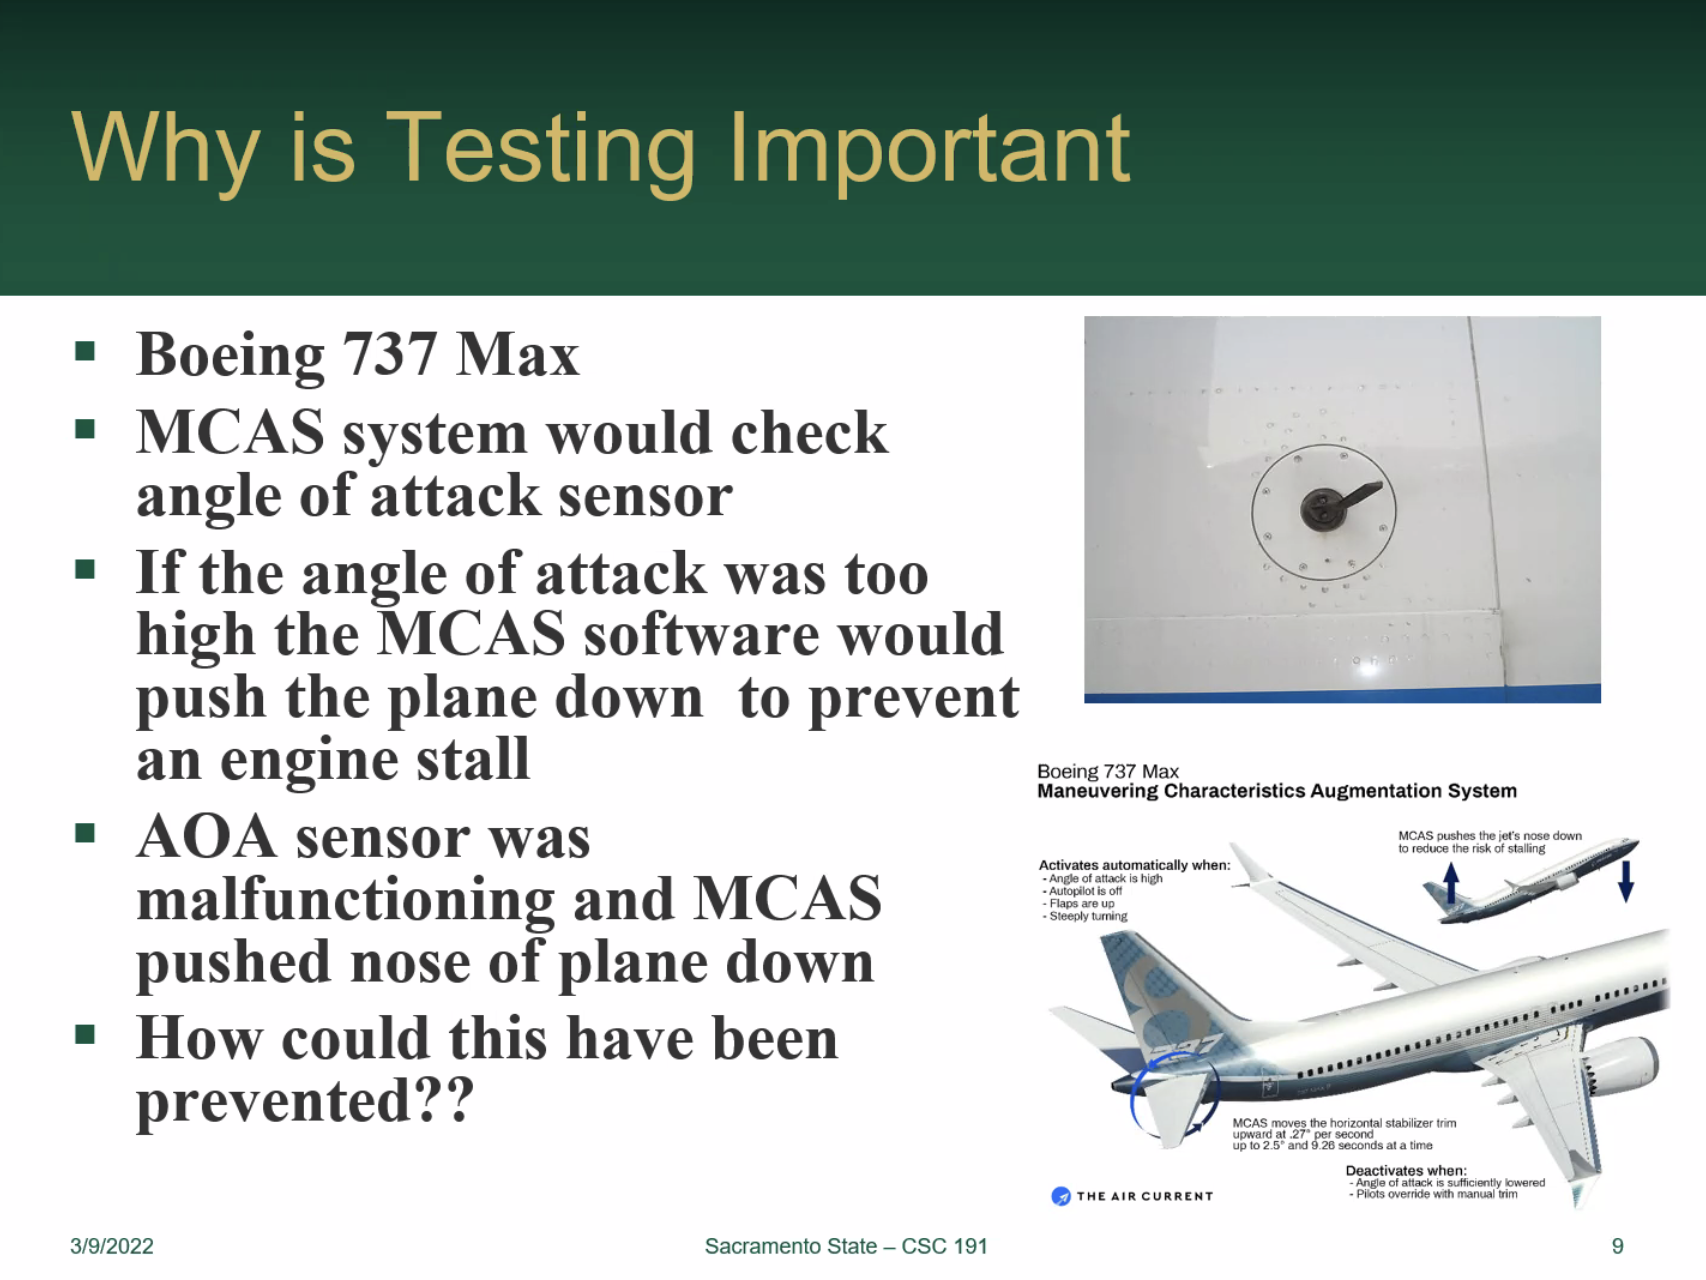 Why is Testing Important
▪ Boeing 737 Max
▪ MCAS system would check
angle of attack sensor
▪ If the angle of attack was too
high the MCAS software would
push the plane down  to prevent
an engine stall
▪ AOA sensor was
malfunctioning and MCAS
pushed nose of plane down
▪ How could this have been
prevented??
Boeing 737 Max
Maneuvering Characteristics Augmentation System
MCAS pushes the jet's nose down
to reduce the risk of stalling
Activates automatically when:
- Angle of attack is high
- Autopilot is off
- Flaps are up
- Steeply turning
MCAS moves the horizontal stabilizer trim
upward at .27° per second
up to 2.5° and 9.26 seconds at a time
Deactivates when:
- Angle of attack is sufficiently lowered
- Pilots override with manual trim
THE AIR CURRENT
3/9/2022
Sacramento State – CSC 191
9